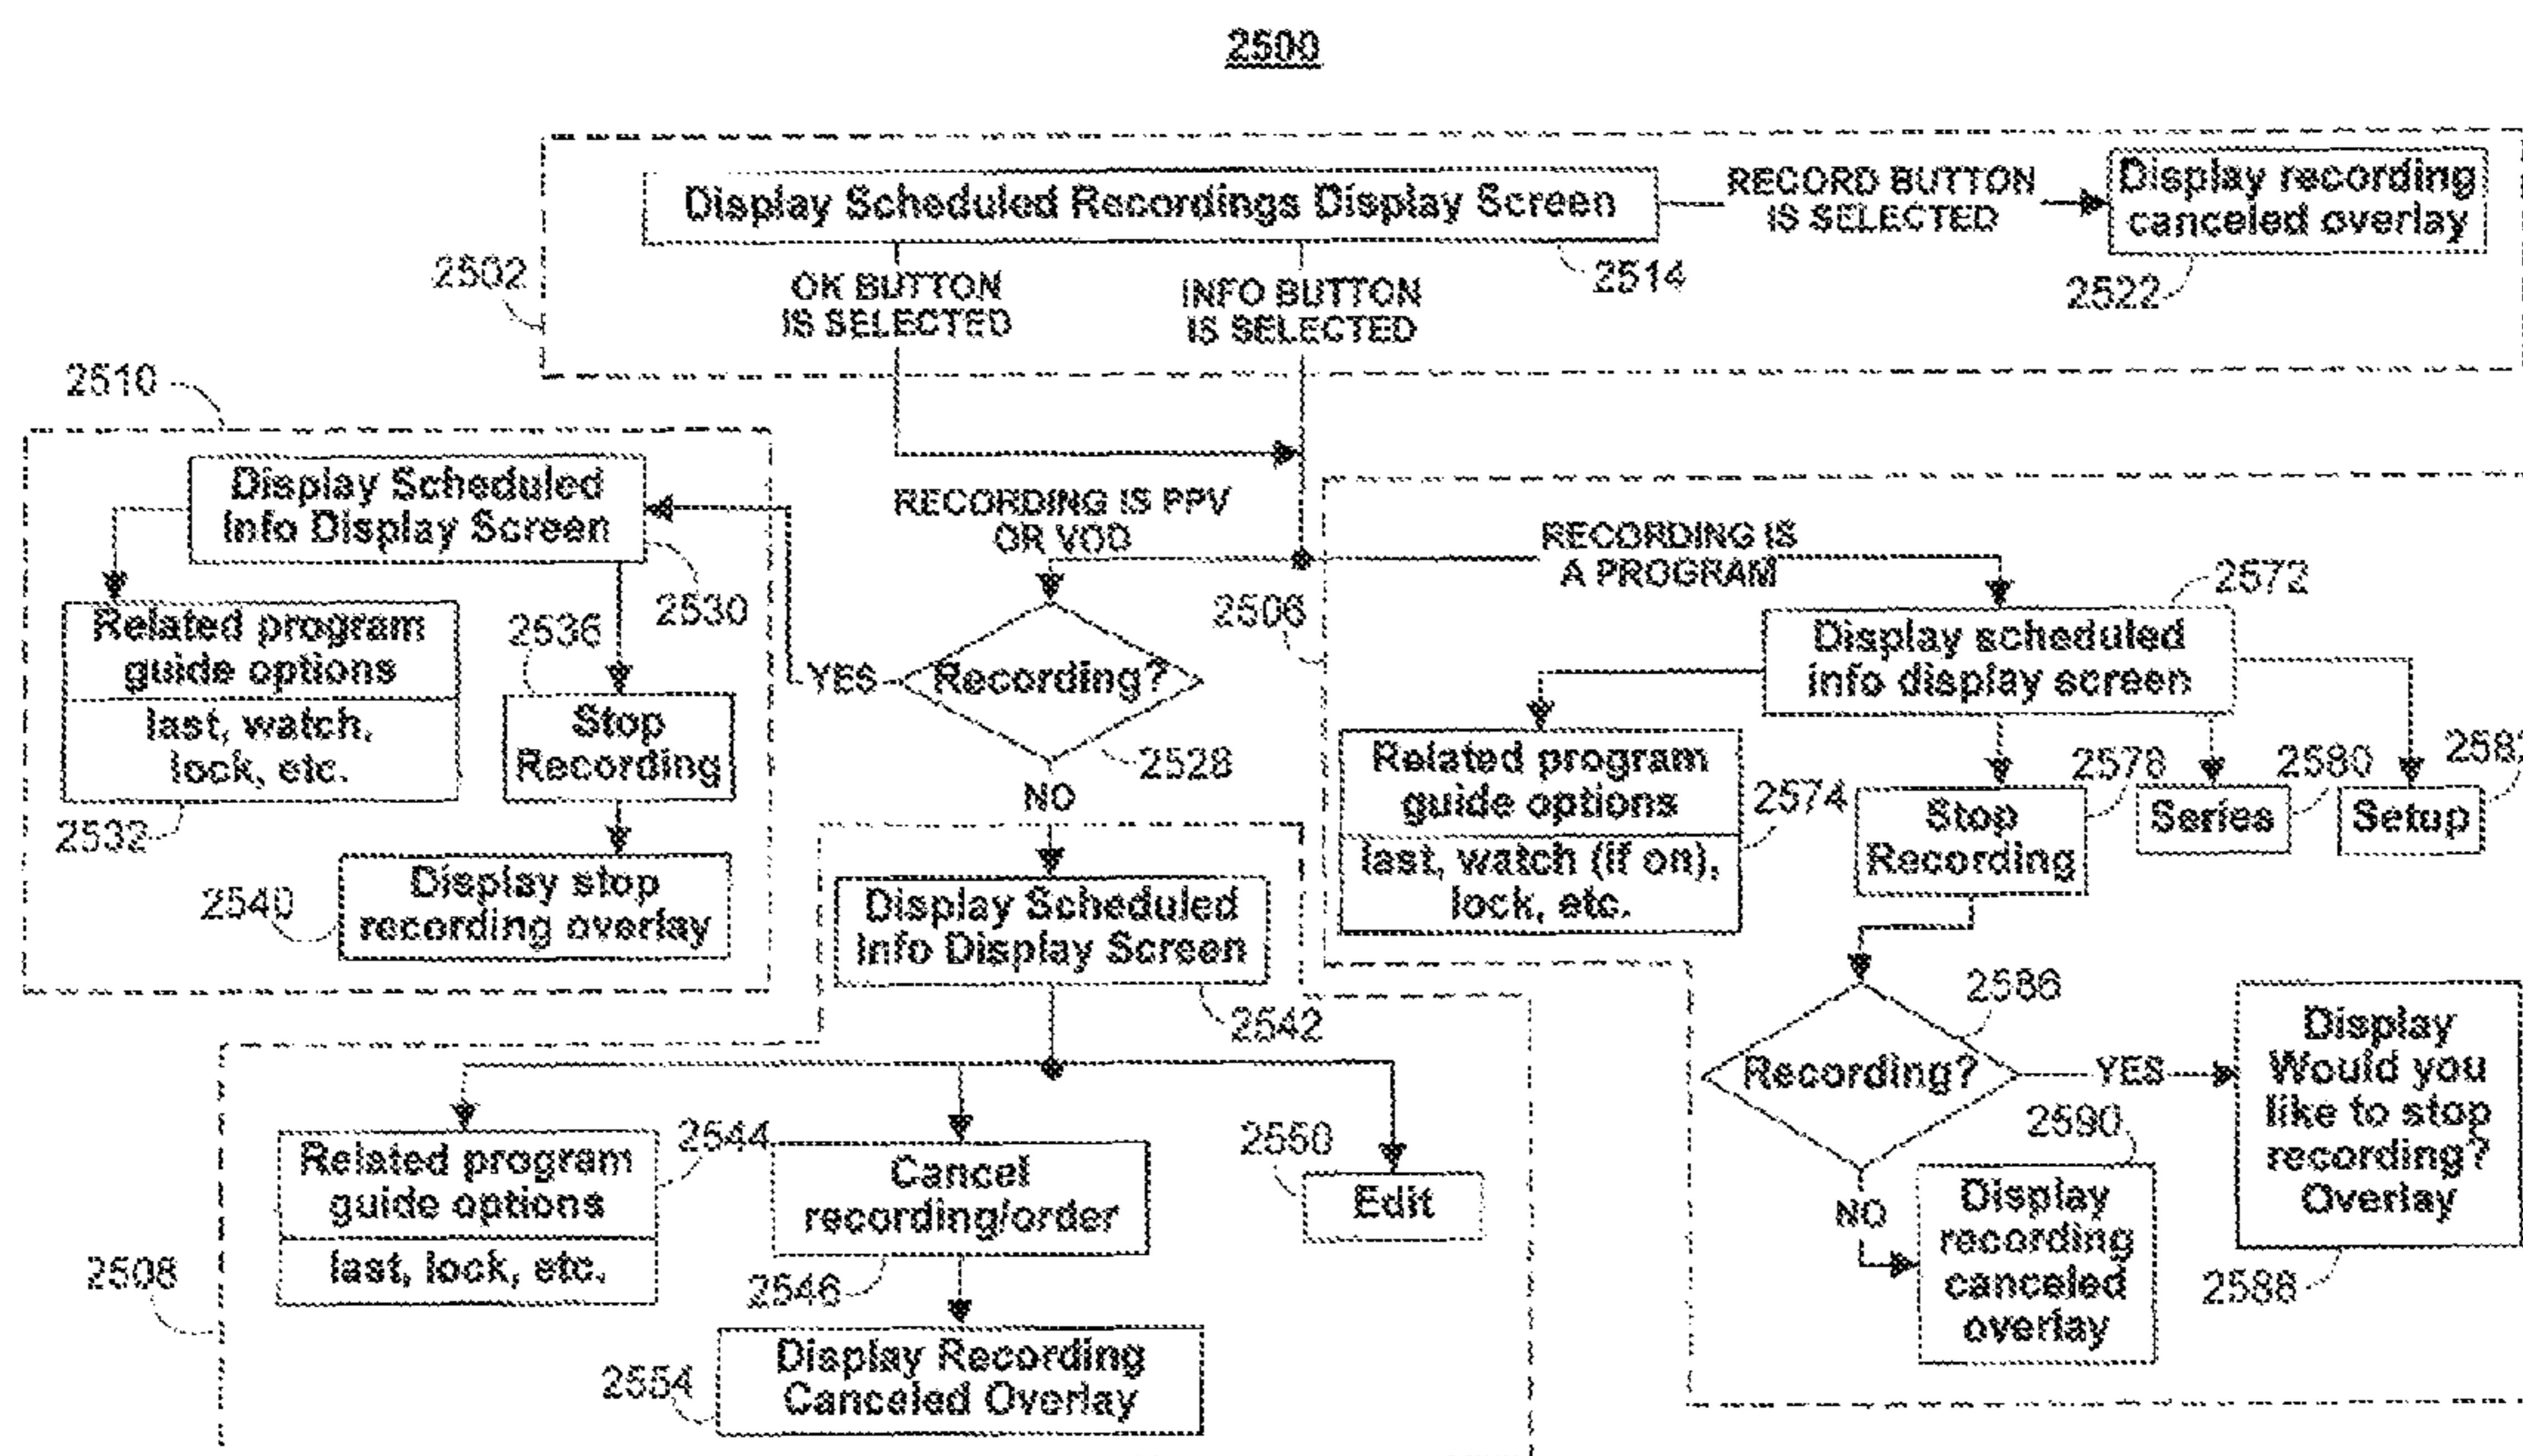 2500
Display Scheduled Recordings Display Screen
RECORD BUTTON
IS SELECTED
Display recording
canceled overlay
2502
OK BUTTON
IS SELECTED
INFO BUTTON
IS SELECTED
2514
2522
2510
Display Scheduled
Info Display Screen
RECORDING IS PPV
OR VOD
RECORDING IS
A PROGRAM
2530
2506
2572
Related program
guide options
last, watch,
lock, etc.
2532
2536
Stop
Recording
YES
Recording?
2528
NO
Display scheduled
info display screen
Related program
guide options
last, watch (if on),
lock, etc.
2574
2578
Stop
Recording
2580
Series
Setup
2540
Display stop
recording overlay
Display Scheduled
Info Display Screen
2542
2586
Recording?
YES
Display
Would you
like to stop
recording?
Overlay
2588
NO
2590
Display
recording
canceled
overlay
2508
Related program
guide options
last, lock, etc.
2544
Cancel
recording/order
2546
2550
Edit
2554
Display Recording
Canceled Overlay